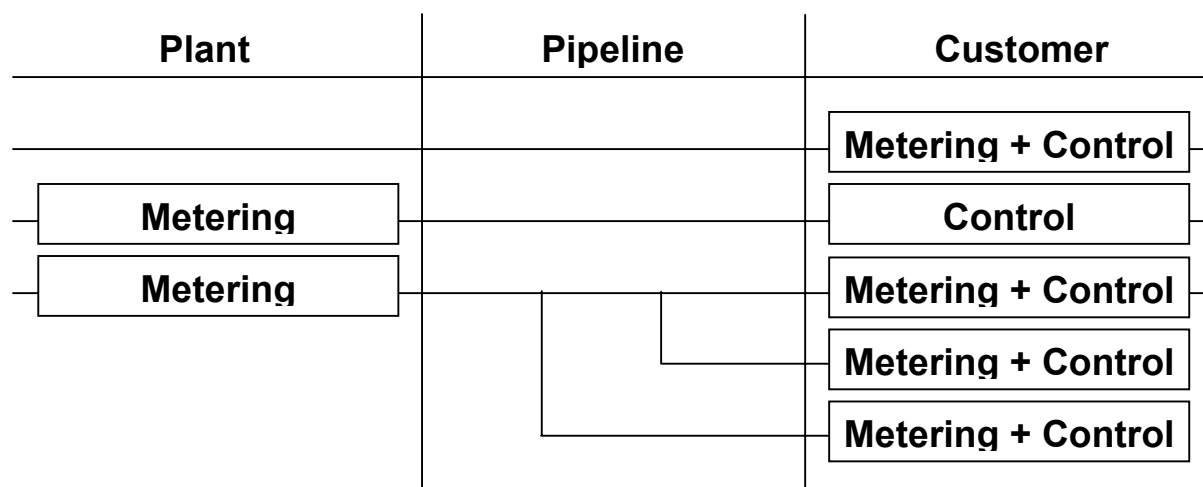 Plant Pipeline Customer
Metering + Control
Metering Control
Metering Metering + Control
Metering + Control
Metering + Control